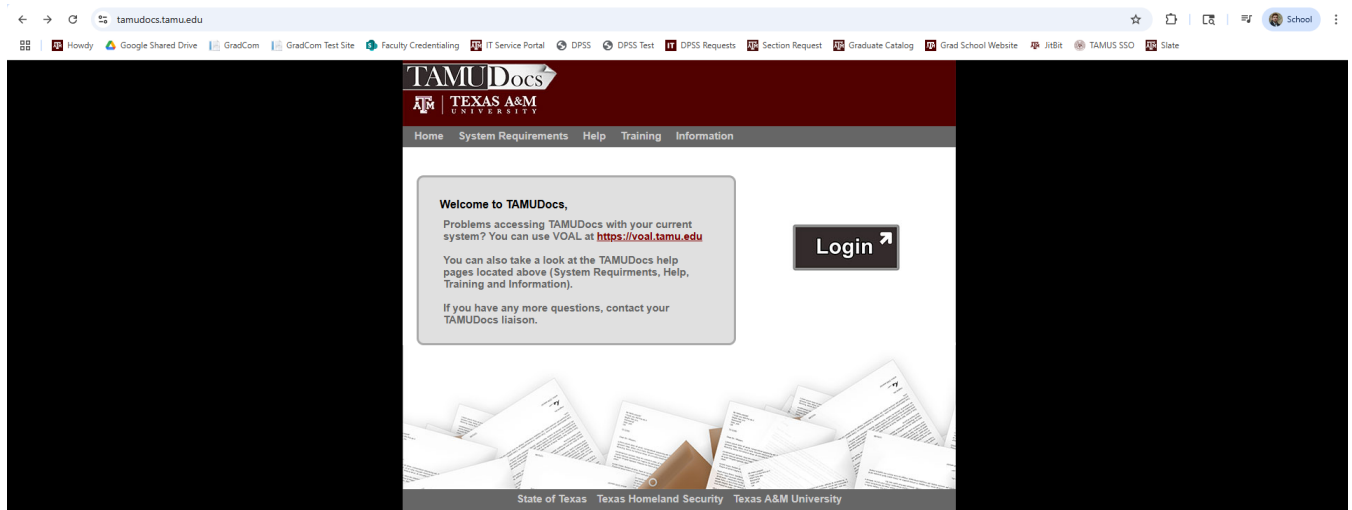 tamudocs.tamu.edu
School
Howdy Google Shared Drive GradCom GradCom Test Site Faculty Credentialing IT Service Portal DPSS DPSS Test DPSS Requests Section Request Graduate Catalog Grad School Website JitBit TAMUS SSO Slate
TAMUDocs
TEXAS A&M
UNIVERSITY
Home System Requirements Help Training Information
Welcome to TAMUDocs,
Problems accessing TAMUDocs with your current
system? You can use VOAL at https://voal.tamu.edu
You can also take a look at the TAMUDocs help
pages located above (System Requirments, Help,
Training and Information).
If you have any more questions, contact your
TAMUDocs liaison.
Login
State of Texas Texas Homeland Security Texas A&M University